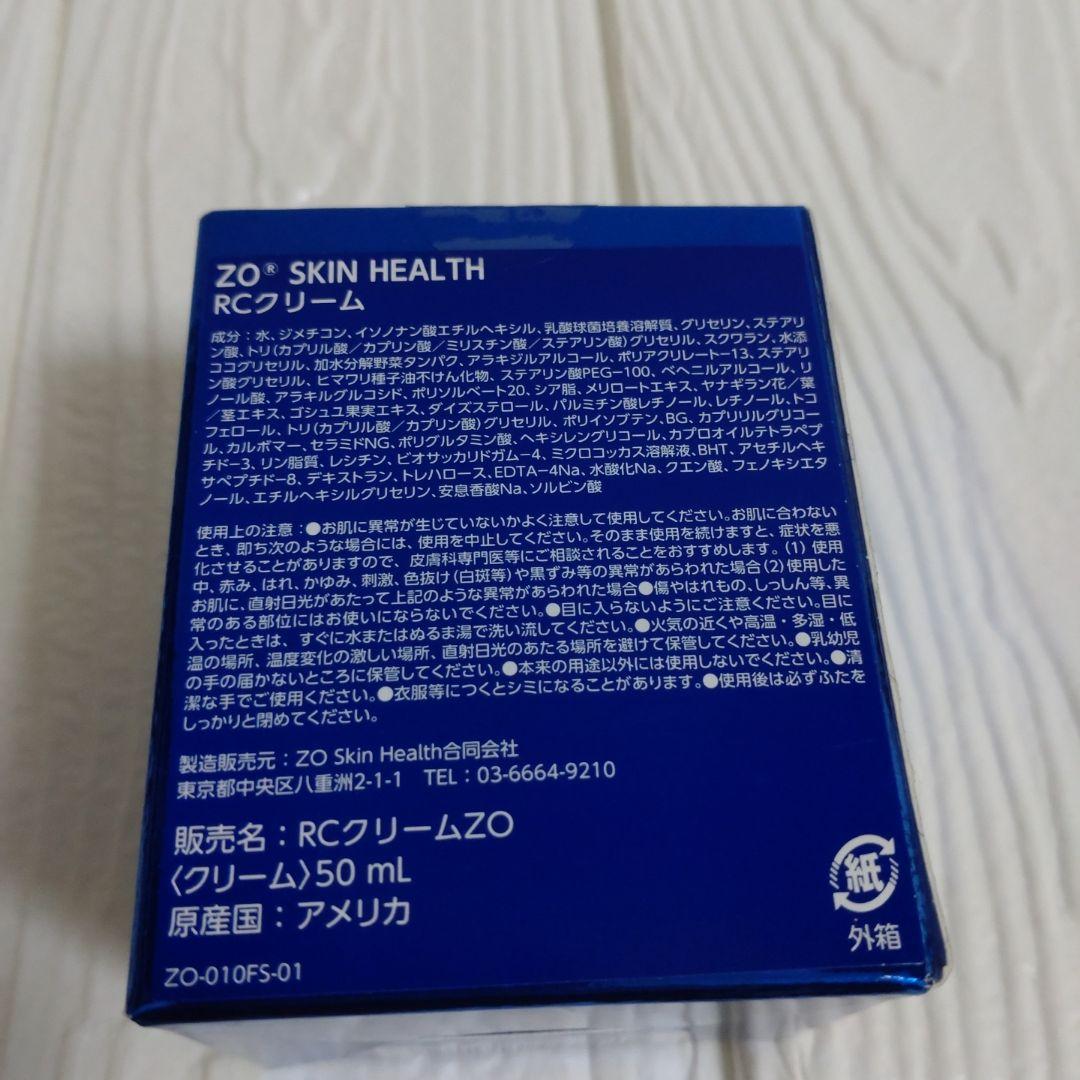 ZO® SKIN HEALTH
RCクリーム
成分：水、ジメチコン、イソノナン酸エチルヘキシル、乳酸球菌培養溶解質、グリセリン、ステアリ
ン酸、トリ(カプリル酸／カプリン酸／ミリスチン酸／ステアリン酸)グリセリル、スクワラン、水添
ココグリセリル、加水分解野菜タンパク、アラキジルアルコール、ポリアクリレート−13、ステアリ
ン酸グリセリル、ヒマワリ種子油不けん化物、ステアリン酸PEG−100、ベヘニルアルコール、リ
ノール酸、アラキルグルコシド、ポリソルベート20、シア脂、メリロートエキス、ヤナギラン花／葉
／茎エキス、ゴシュユ果実エキス、ダイズステロール、パルミチン酸レチノール、レチノール、トコ
フェロール、トリ(カプリル酸／カプリン酸)グリセリル、ポリイソブテン、BG、カプリリルグリコー
ル、カルボマー、セラミドNG、ポリグルタミン酸、ヘキシレングリコール、カプロオイルテトラペプ
チド−3、リン脂質、レシチン、ビオサッカリドガム−4、ミクロコッカス溶解液、BHT、アセチルヘキ
サペプチド−8、デキストラン、トレハロース、EDTA−4Na、水酸化Na、クエン酸、フェノキシエタ
ノール、エチルヘキシルグリセリン、安息香酸Na、ソルビン酸
使用上の注意：●お肌に異常が生じていないかよく注意して使用してください。お肌に合わない
とき、即ち次のような場合には、使用を中止してください。そのまま使用を続けますと、症状を悪
化させることがありますので、皮膚科専門医等にご相談されることをおすすめします。(1) 使用
中、赤み、はれ、かゆみ、刺激、色抜け(白斑等)や黒ずみ等の異常があらわれた場合(2)使用した
お肌に、直射日光があたって上記のような異常があらわれた場合●傷やはれもの、しっしん等、異
常のある部位にはお使いにならないでください。●目に入らないようにご注意ください。目に
入ったときは、すぐに水またはぬるま湯で洗い流してください。●火気の近くや高温・多湿・低
温の場所、温度変化の激しい場所、直射日光のあたる場所を避けて保管してください。●乳幼児
の手の届かないところに保管してください。●本来の用途以外には使用しないでください。●清
潔な手でご使用ください。●衣服等につくとシミになることがあります。●使用後は必ずふたを
しっかりと閉めてください。
製造販売元：ZO Skin Health合同会社
東京都中央区八重洲2-1-1　TEL：03-6664-9210
販売名：RCクリームZO
〈クリーム〉50 mL
原産国：アメリカ
紙
外箱
ZO-010FS-01